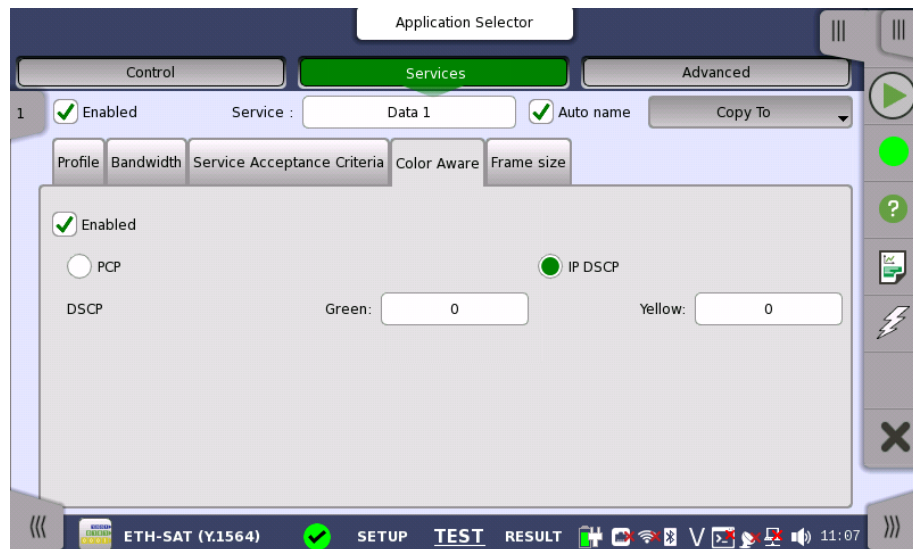 Application Selector
Control Services Advanced
1 Enabled Service : Data 1 Auto name Copy To
Profile Bandwidth Service Acceptance Criteria Color Aware Frame size
Enabled
PCP IP DSCP
DSCP Green: 0 Yellow: 0
ETH-SAT (Y.1564) SETUP TEST RESULT V 11:07